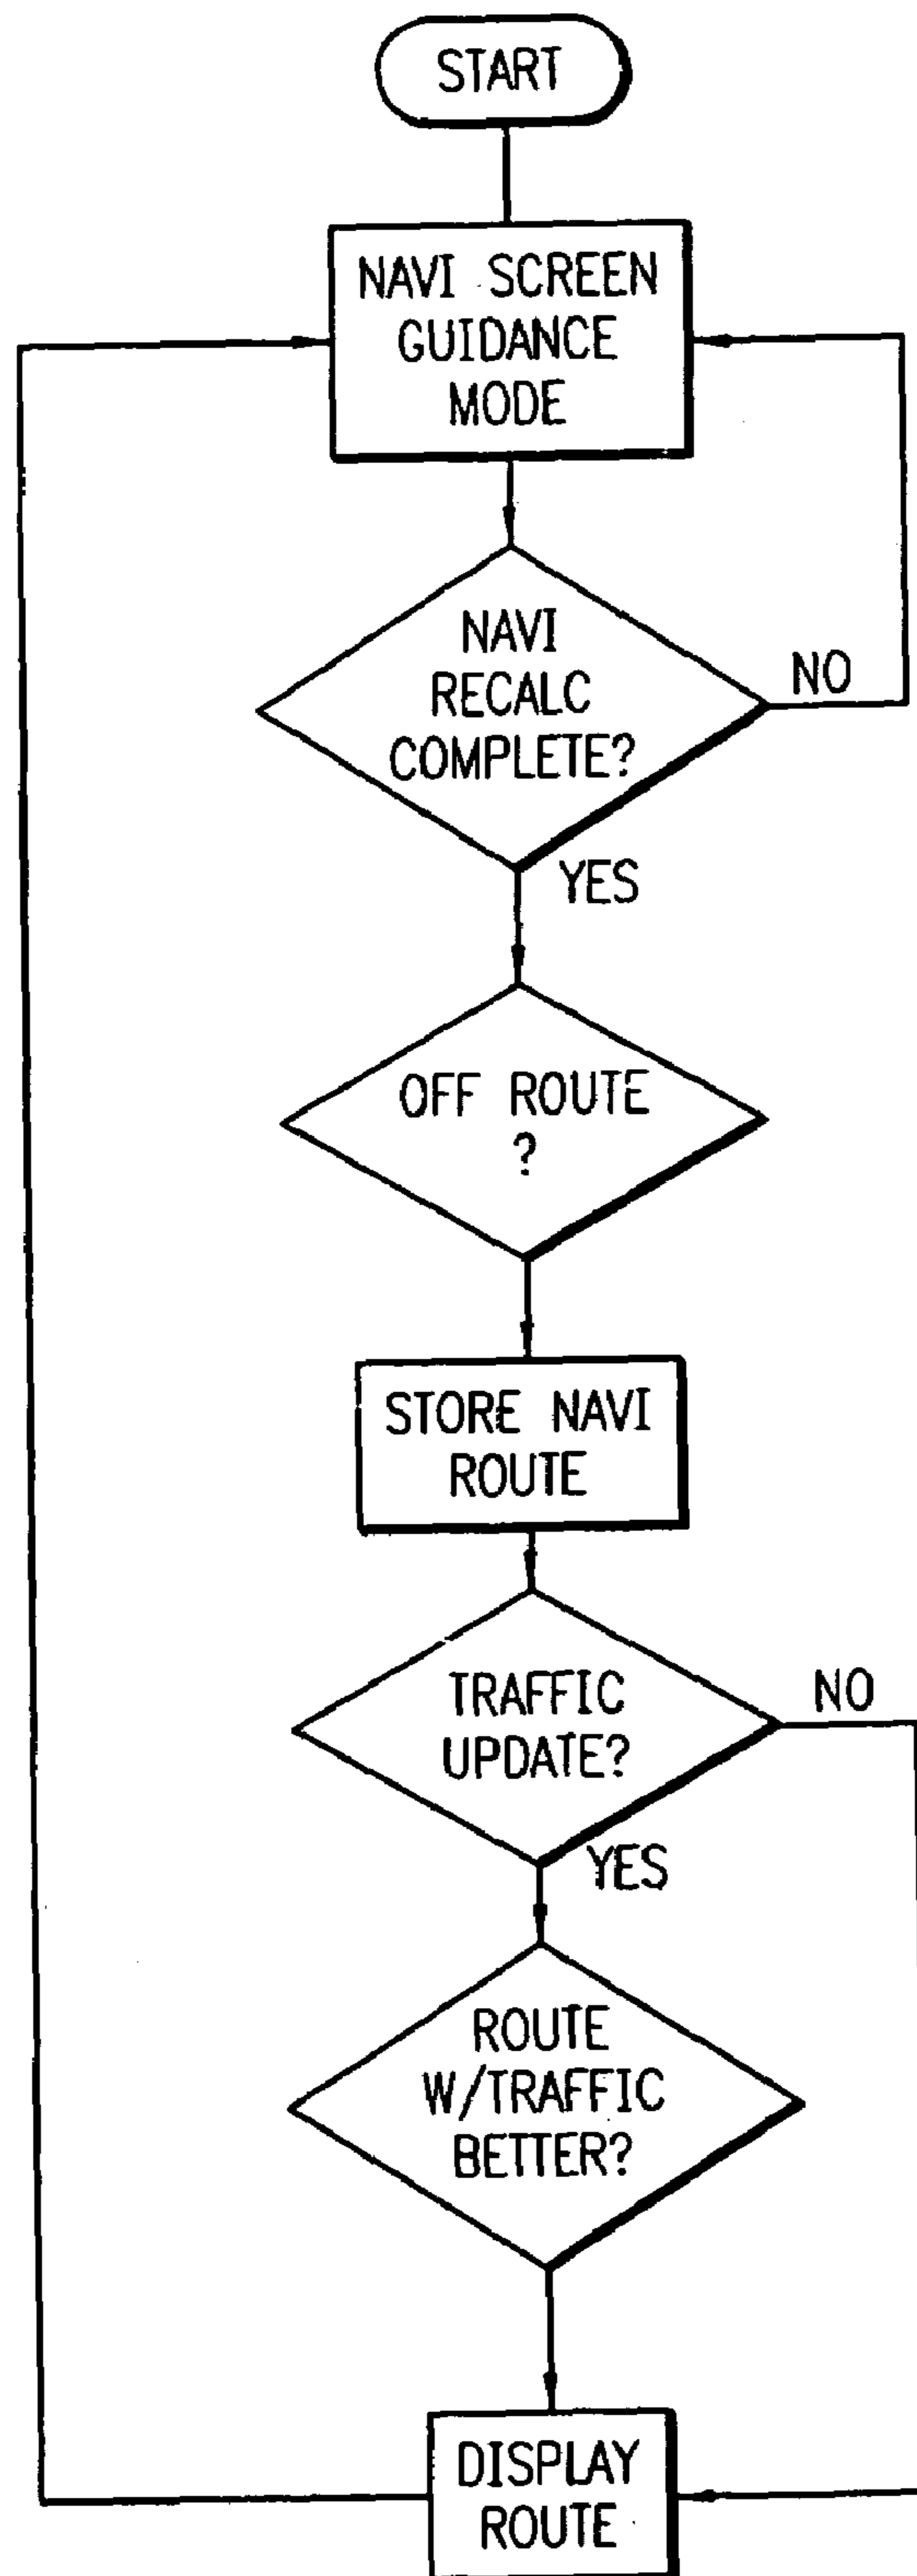 START
NAVI SCREEN
GUIDANCE
MODE
NAVI
RECALC
COMPLETE?
NO
YES
OFF ROUTE
?
STORE NAVI
ROUTE
TRAFFIC
UPDATE?
NO
YES
ROUTE
W/TRAFFIC
BETTER?
DISPLAY
ROUTE